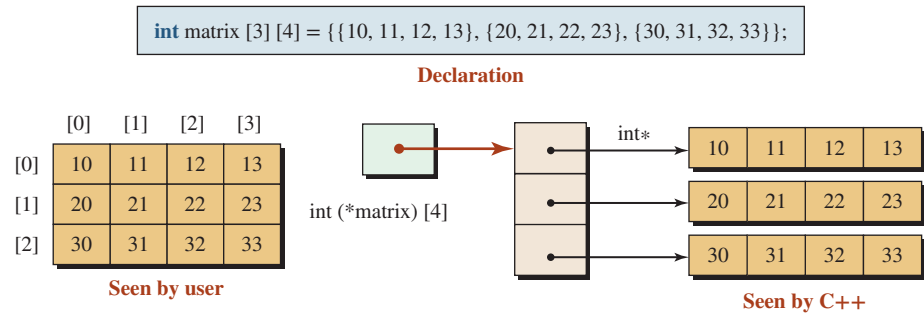 int matrix [3] [4] = {{10, 11, 12, 13}, {20, 21, 22, 23}, {30, 31, 32, 33}};
Declaration
[0] [1] [2] [3]
[0] 10 11 12 13
[1] 20 21 22 23
[2] 30 31 32 33
Seen by user
int (*matrix) [4]
int*
10 11 12 13
20 21 22 23
30 31 32 33
Seen by C++